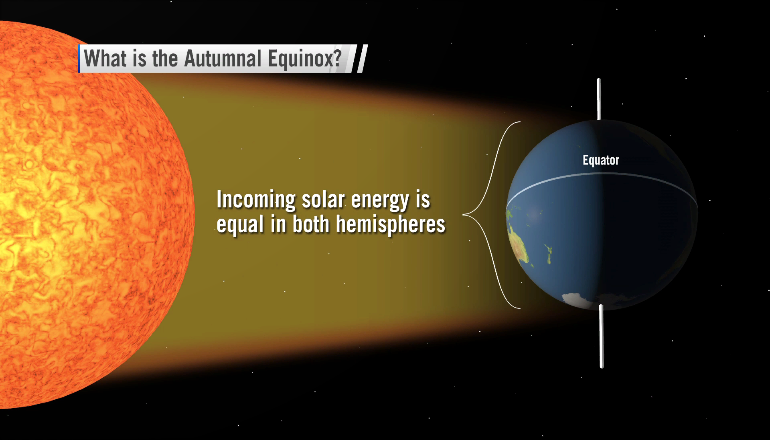 What is the Autumnal Equinox?
Equator
Incoming solar energy is
equal in both hemispheres